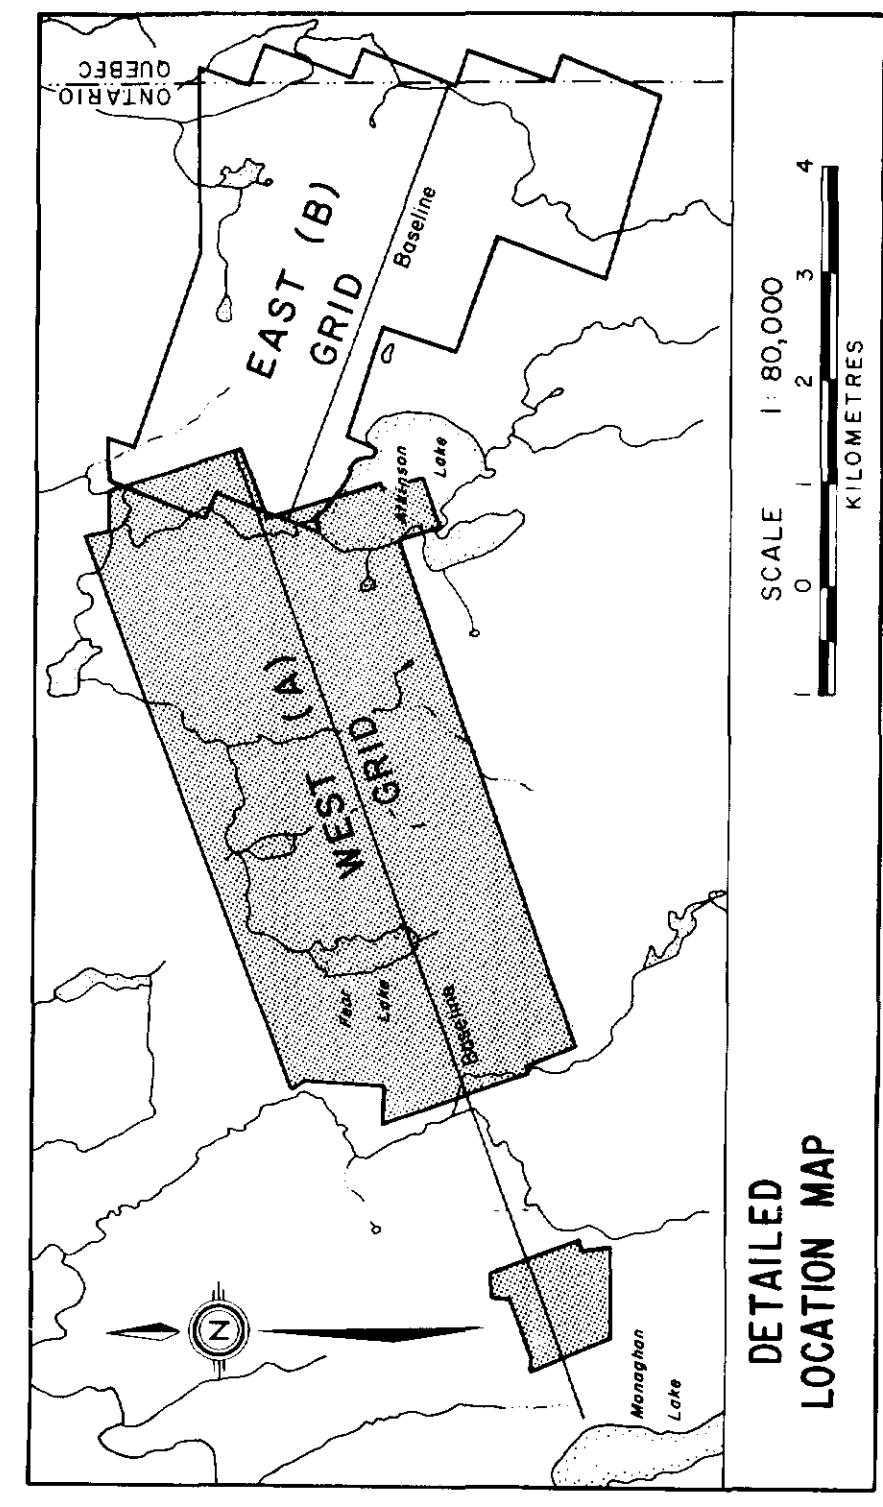 ONTARIO
QUEBEC
EAST (B)
GRID
Baseline
Atkinson
Lake
WEST (A)
GRID
Pear
Lake
Baseline
N
Monaghan
Lake
DETAILED
LOCATION MAP
SCALE 1: 80,000
1 0 1 2 3 4
KILOMETRES